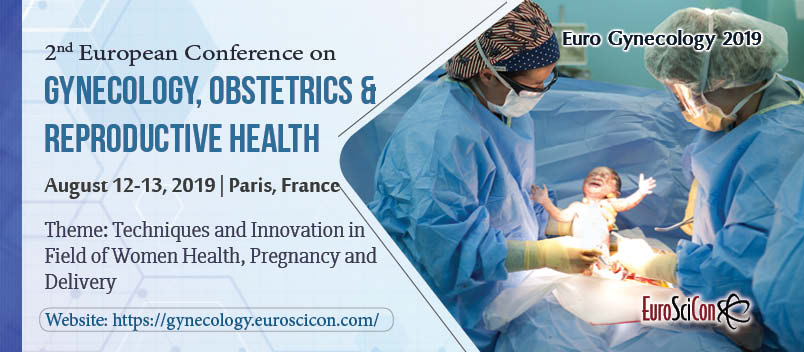 2nd European Conference on
GYNECOLOGY, OBSTETRICS &
REPRODUCTIVE HEALTH
August 12-13, 2019 | Paris, France
Theme: Techniques and Innovation in
Field of Women Health, Pregnancy and
Delivery
Website: https://gynecology.euroscicon.com/
Euro Gynecology 2019
EuroSciCon